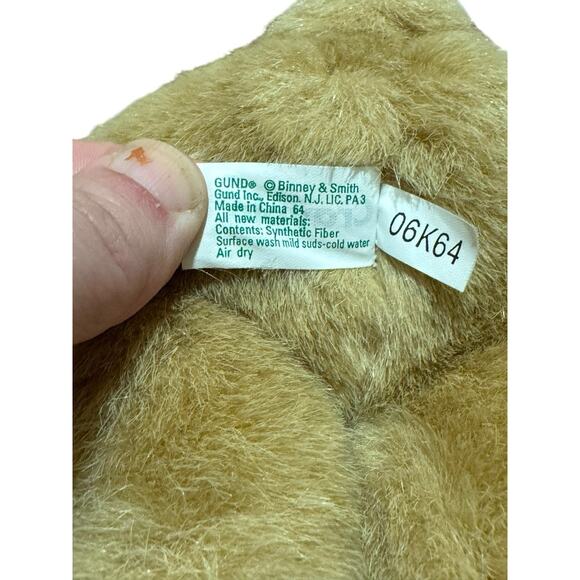 GUND® © Binney & Smith
Gund Inc., Edison. N.J. LIC. PA3
Made in China 64
All new materials:
Contents: Synthetic Fiber
Surface wash mild suds-cold water
Air dry
06K64